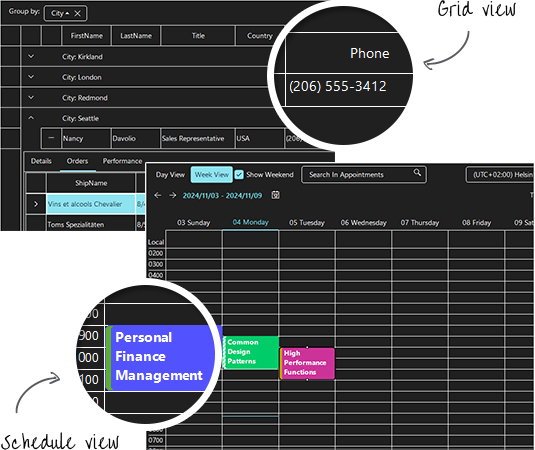 Group by:
City
Grid view
FirstName LastName Title Country
City: Kirkland
City: London
City: Redmond
City: Seattle
Nancy Davolio Sales Representative USA
Phone
(206) 555-3412
Details Orders Performance
ShipName
Vins et alcools Chevalier 8/
Toms Spezialitäten 8/
Day View Week View Show Weekend Search In Appointments (UTC+02:00) Helsin
2024/11/03 - 2024/11/09
03 Sunday 04 Monday 05 Tuesday 06 Wednesday 07 Thursday 08 Friday 09 Sat
Local
0200
0300
0400
Personal
Finance
Management
Common
Design
Patterns
High
Performance
Functions
Schedule view
0700